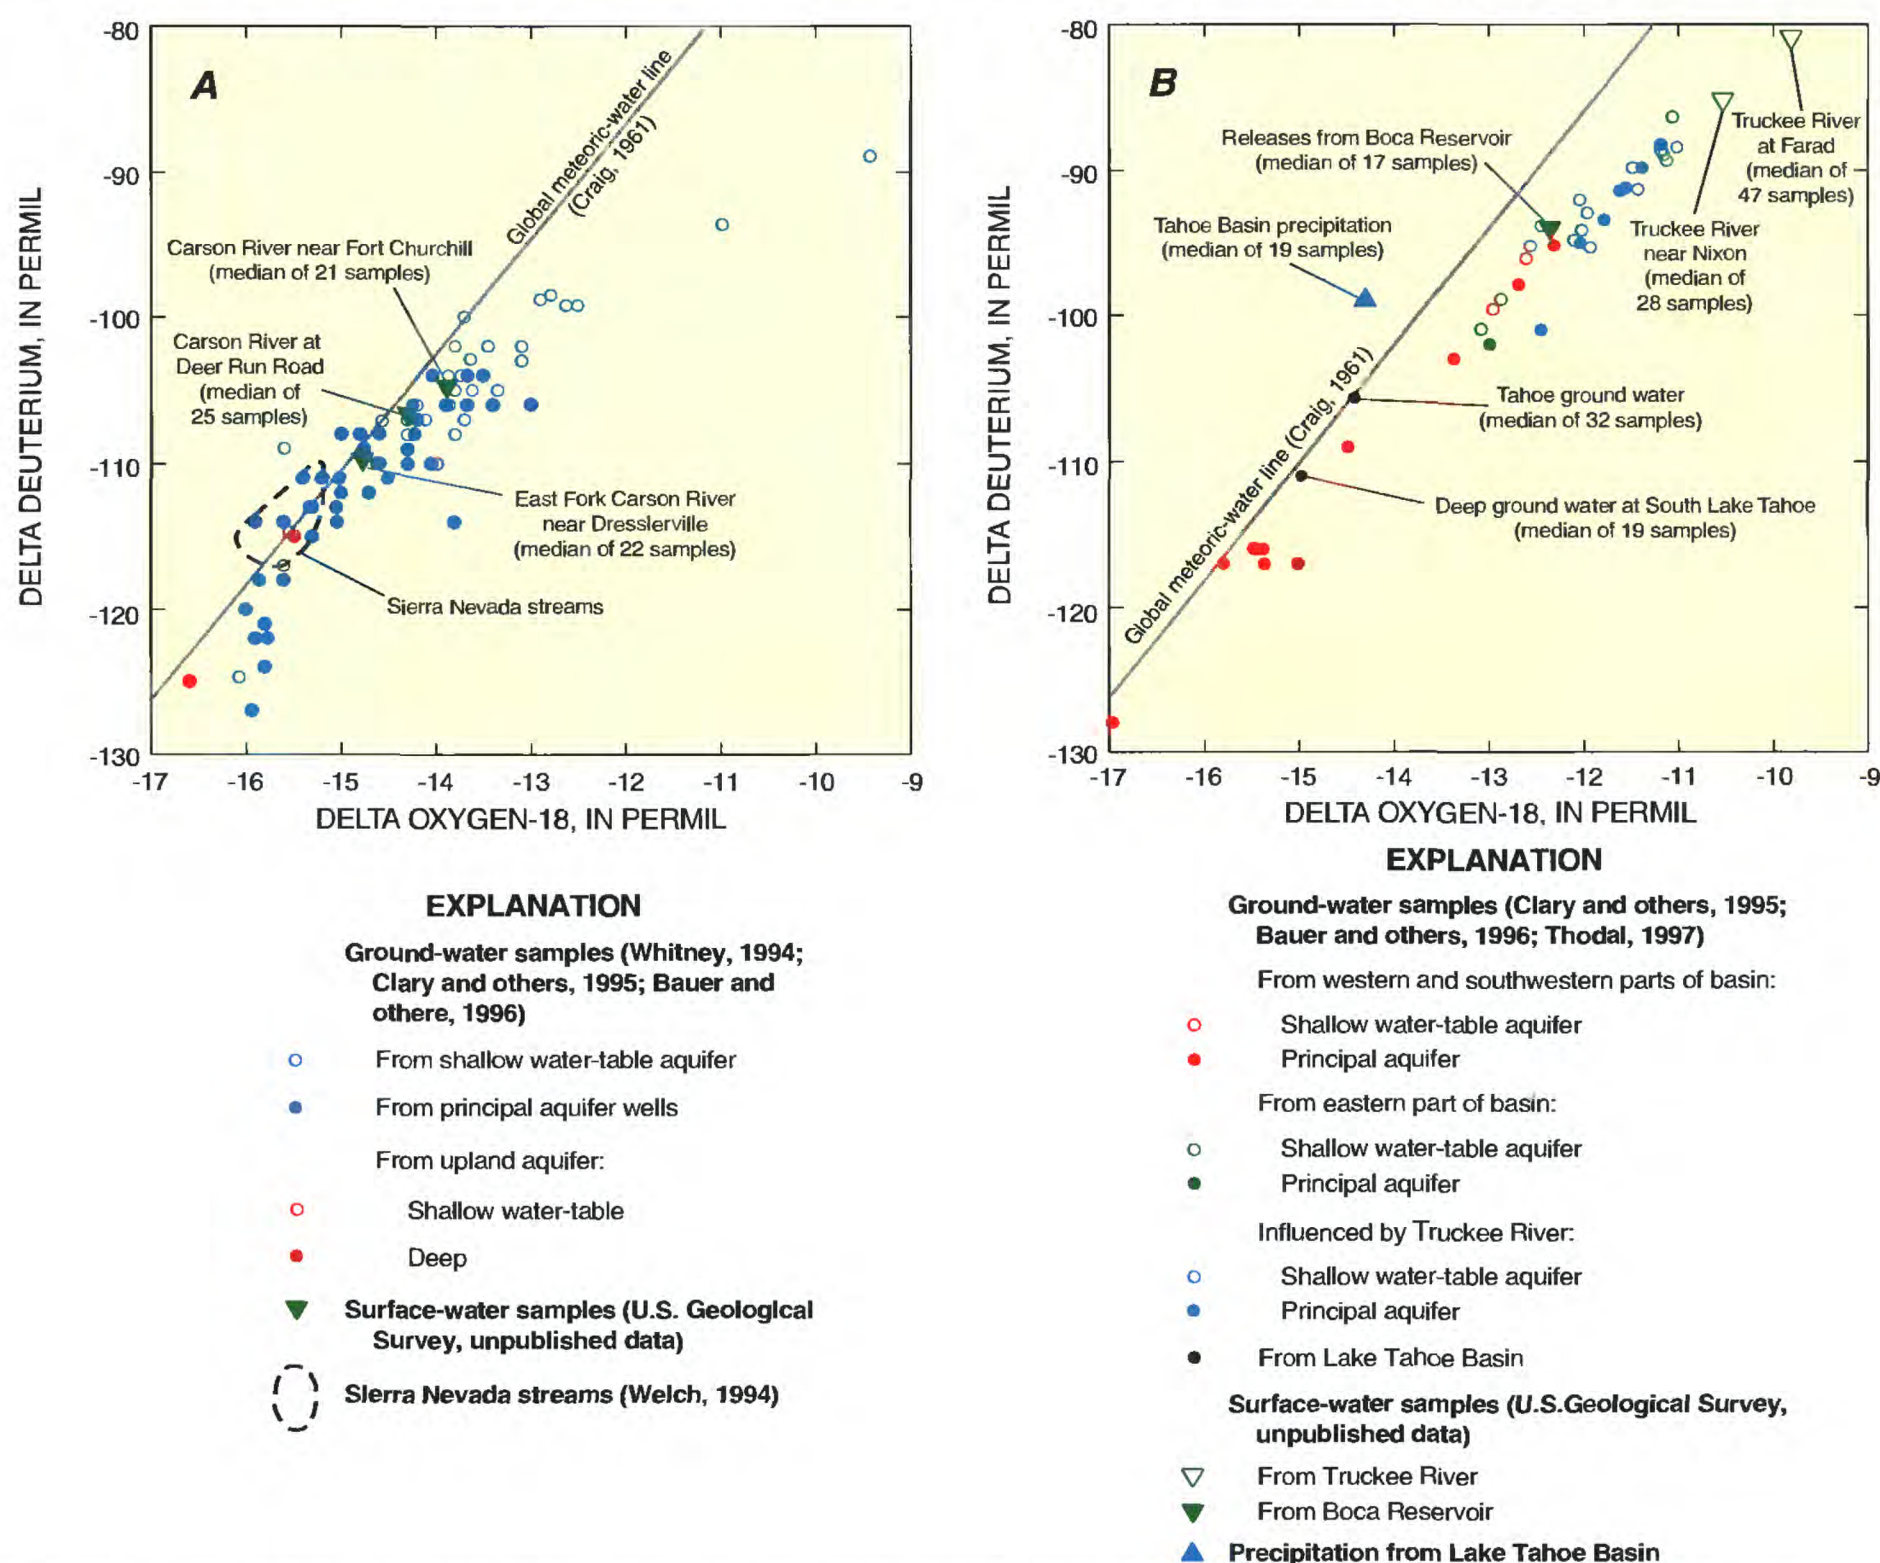 A
-80
-90
-100
-110
-120
-130
-17
-16
-15
-14
-13
-12
-11
-10
-9
DELTA DEUTERIUM, IN PERMIL
DELTA OXYGEN-18, IN PERMIL
Global meteoric-water line
(Craig, 1961)
Carson River near Fort Churchill
(median of 21 samples)
Carson River at
Deer Run Road
(median of
25 samples)
East Fork Carson River
near Dresslerville
(median of 22 samples)
Sierra Nevada streams
EXPLANATION
Ground-water samples (Whitney, 1994;
Clary and others, 1995; Bauer and
othere, 1996)
From shallow water-table aquifer
From principal aquifer wells
From upland aquifer:
Shallow water-table
Deep
Surface-water samples (U.S. Geological
Survey, unpublished data)
Sierra Nevada streams (Welch, 1994)
B
-80
-90
-100
-110
-120
-130
-17
-16
-15
-14
-13
-12
-11
-10
-9
DELTA DEUTERIUM, IN PERMIL
DELTA OXYGEN-18, IN PERMIL
Releases from Boca Reservoir
(median of 17 samples)
Tahoe Basin precipitation
(median of 19 samples)
Truckee River
at Farad
(median of
47 samples)
Truckee River
near Nixon
(median of
28 samples)
Global meteoric-water line (Craig, 1961)
Tahoe ground water
(median of 32 samples)
Deep ground water at South Lake Tahoe
(median of 19 samples)
EXPLANATION
Ground-water samples (Clary and others, 1995;
Bauer and others, 1996; Thodal, 1997)
From western and southwestern parts of basin:
Shallow water-table aquifer
Principal aquifer
From eastern part of basin:
Shallow water-table aquifer
Principal aquifer
Influenced by Truckee River:
Shallow water-table aquifer
Principal aquifer
From Lake Tahoe Basin
Surface-water samples (U.S.Geological Survey,
unpublished data)
From Truckee River
From Boca Reservoir
Precipitation from Lake Tahoe Basin